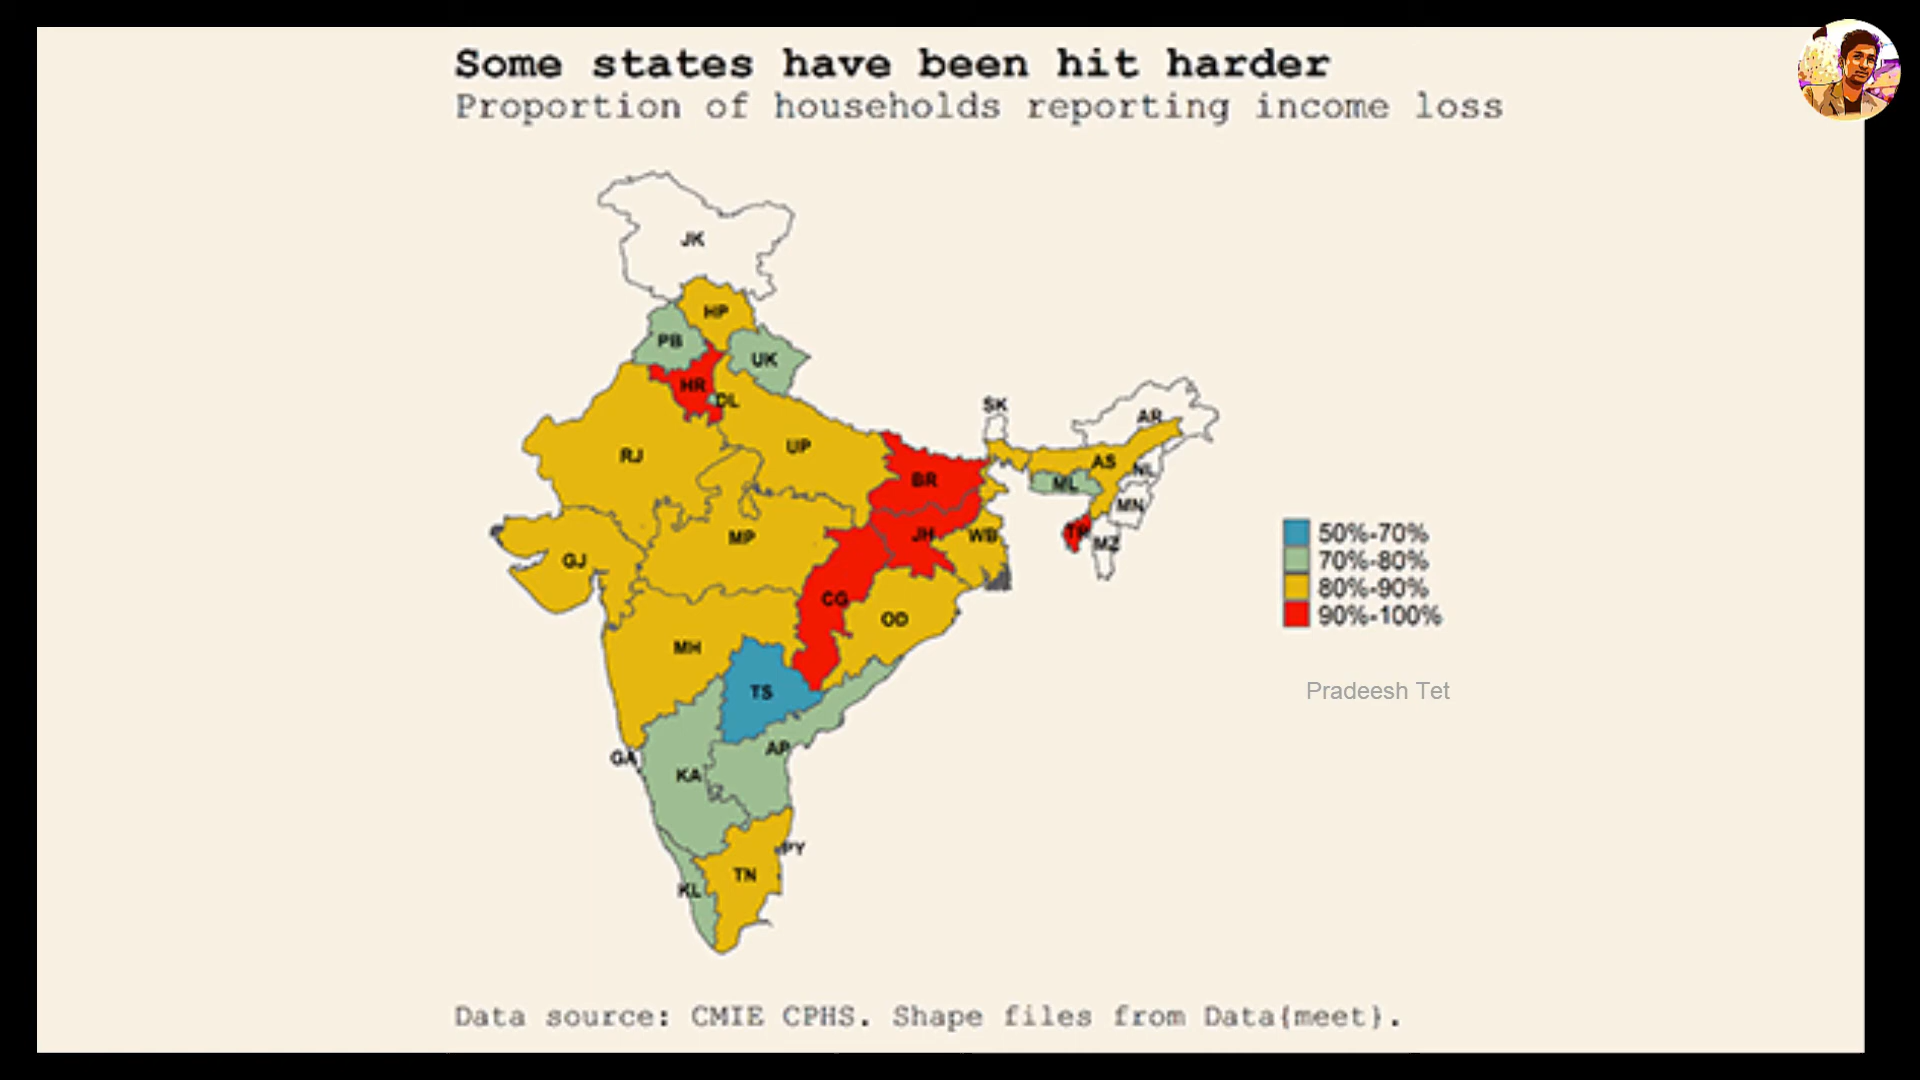 Some states have been hit harder
Proportion of households reporting income loss
JK
HP
PB
UK
HR
DL
SK
AR
RJ
UP
BR
AS
NL
ML
MN
GJ
MP
JH
WB
TR
MZ
50%-70%
70%-80%
80%-90%
90%-100%
CG
OD
MH
TS
Pradeesh Tet
GA
AP
KA
PY
TN
KL
Data source: CMIE CPHS. Shape files from Data{meet}.